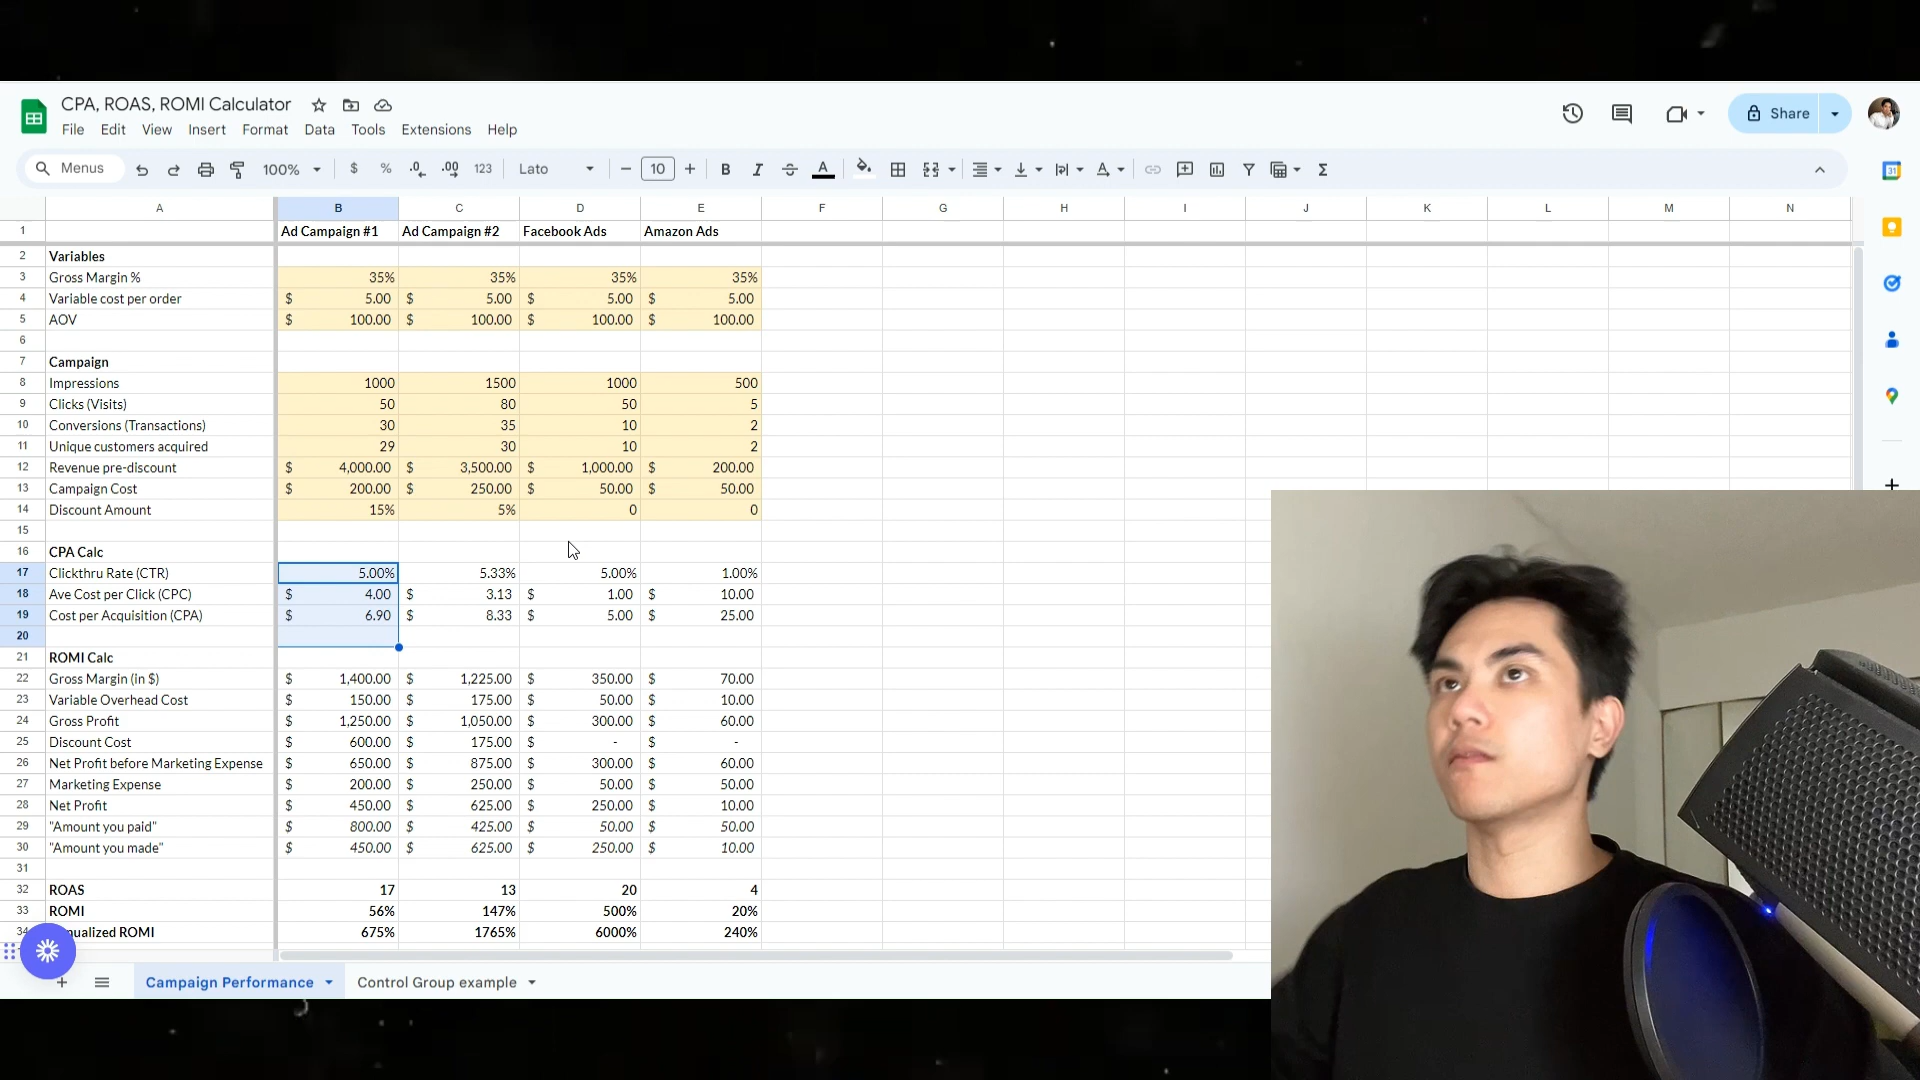 CPA, ROAS, ROMI Calculator
File Edit View Insert Format Data Tools Extensions Help
Share
Menus 100% $ % .0 .00 123 Lato 10 B I A Σ
31
A B C D E F G H I J K L M N
1 Ad Campaign #1 Ad Campaign #2 Facebook Ads Amazon Ads
2 Variables
3 Gross Margin % 35% 35% 35% 35%
4 Variable cost per order $ 5.00 $ 5.00 $ 5.00 $ 5.00
5 AOV $ 100.00 $ 100.00 $ 100.00 $ 100.00
6
7 Campaign
8 Impressions 1000 1500 1000 500
9 Clicks (Visits) 50 80 50 5
10 Conversions (Transactions) 30 35 10 2
11 Unique customers acquired 29 30 10 2
12 Revenue pre-discount $ 4,000.00 $ 3,500.00 $ 1,000.00 $ 200.00
13 Campaign Cost $ 200.00 $ 250.00 $ 50.00 $ 50.00
14 Discount Amount 15% 5% 0 0
15
16 CPA Calc
17 Clickthru Rate (CTR) 5.00% 5.33% 5.00% 1.00%
18 Ave Cost per Click (CPC) $ 4.00 $ 3.13 $ 1.00 $ 10.00
19 Cost per Acquisition (CPA) $ 6.90 $ 8.33 $ 5.00 $ 25.00
20
21 ROMI Calc
22 Gross Margin (in $) $ 1,400.00 $ 1,225.00 $ 350.00 $ 70.00
23 Variable Overhead Cost $ 150.00 $ 175.00 $ 50.00 $ 10.00
24 Gross Profit $ 1,250.00 $ 1,050.00 $ 300.00 $ 60.00
25 Discount Cost $ 600.00 $ 175.00 $ - $ -
26 Net Profit before Marketing Expense $ 650.00 $ 875.00 $ 300.00 $ 60.00
27 Marketing Expense $ 200.00 $ 250.00 $ 50.00 $ 50.00
28 Net Profit $ 450.00 $ 625.00 $ 250.00 $ 10.00
29 "Amount you paid" $ 800.00 $ 425.00 $ 50.00 $ 50.00
30 "Amount you made" $ 450.00 $ 625.00 $ 250.00 $ 10.00
31
32 ROAS 17 13 20 4
33 ROMI 56% 147% 500% 20%
34 ualized ROMI 675% 1765% 6000% 240%
Campaign Performance Control Group example